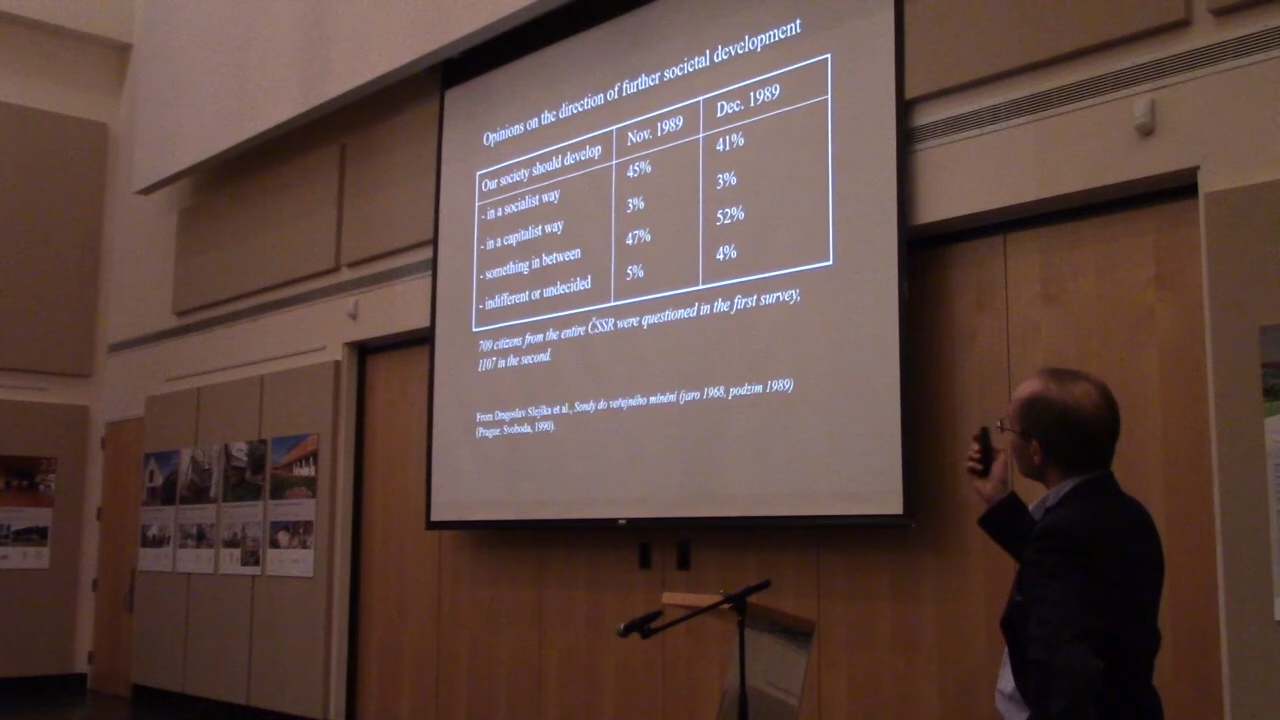 Opinions on the direction of further societal development
Our society should develop Nov. 1989 Dec. 1989
- in a socialist way 45% 41%
- in a capitalist way 3% 3%
- something in between 47% 52%
- indifferent or undecided 5% 4%
709 citizens from the entire ČSSR were questioned in the first survey,
1107 in the second.
From Dragoslav Slejška et al., Sondy do veřejného mínění (jaro 1968, podzim 1989)
(Prague: Svoboda, 1990).